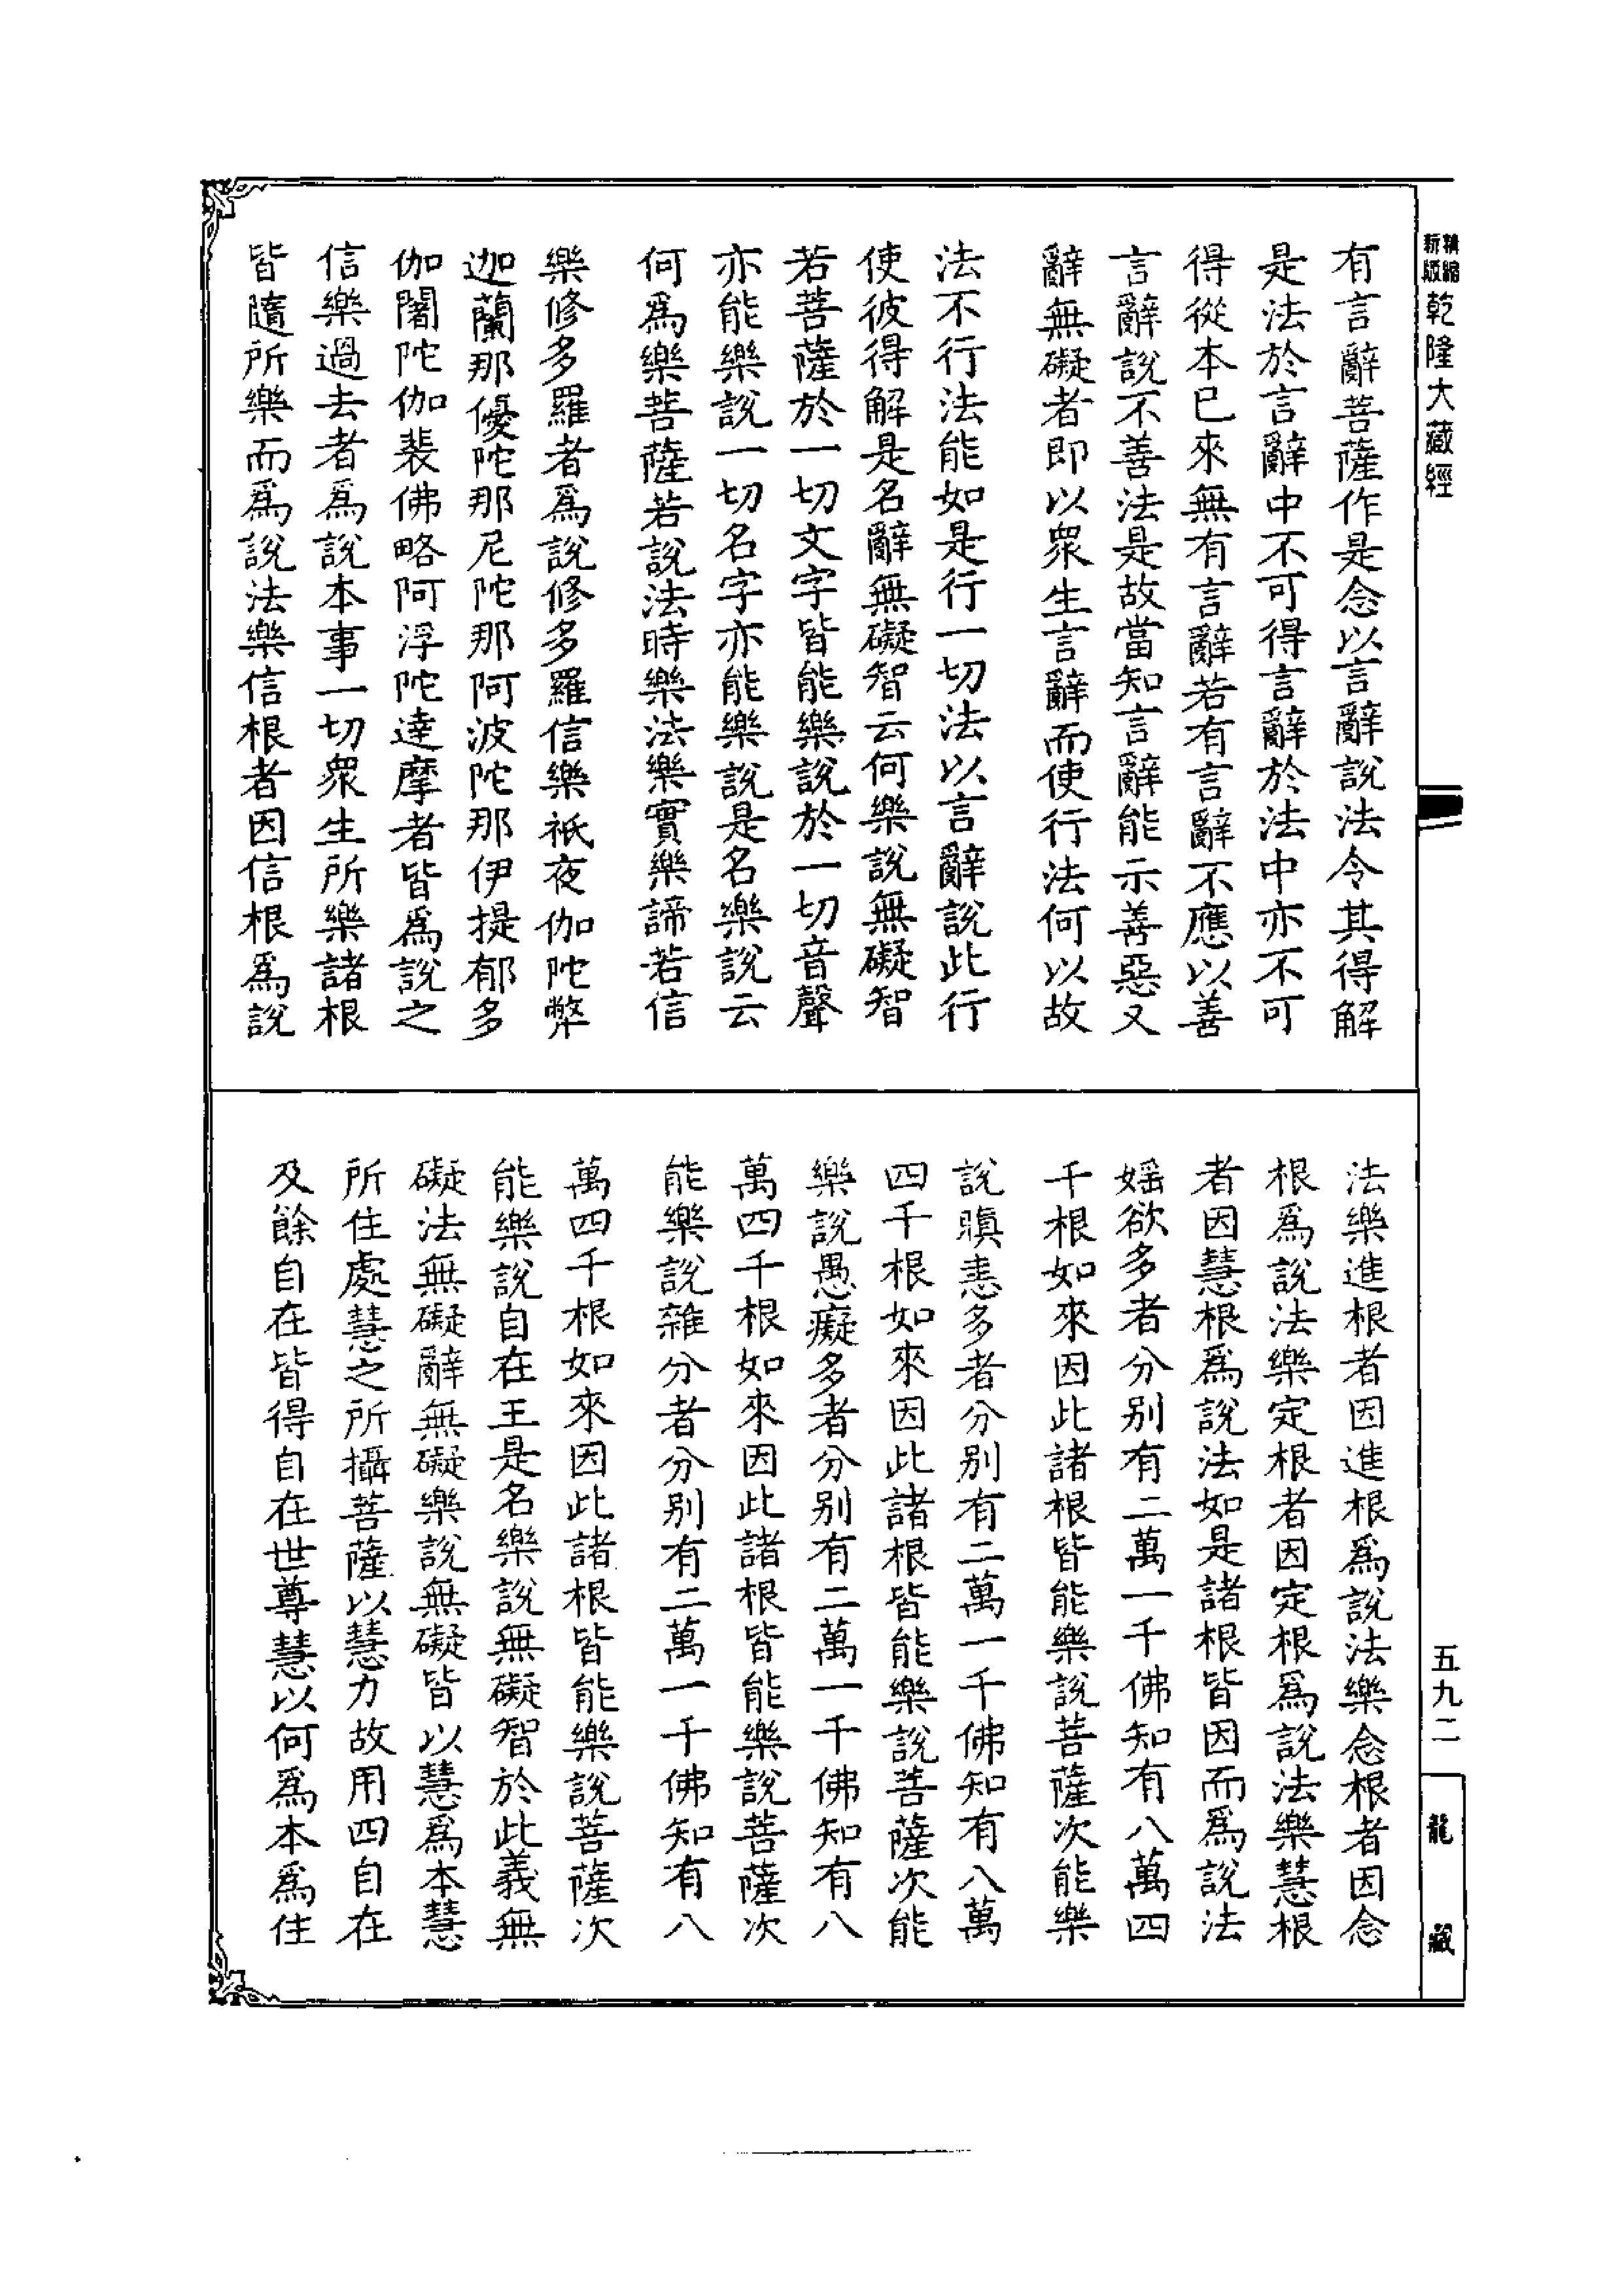 新版精縮
乾隆大藏經
有言辭菩薩作是念以言辭說法令其得解
是法於言辭中不可得言辭於法中亦不可
得從本已來無有言辭若有言辭不應以善
言辭說不善法是故當知言辭能示善惡又
辭無礙者即以眾生言辭而使行法何以故
法不行法能如是行一切法以言辭說此行
使彼得解是名辭無礙智云何樂說無礙智
若菩薩於一切文字皆能樂說於一切音聲
亦能樂說一切名字亦能樂說是名樂說云
何爲樂菩薩若說法時樂法樂實樂諦若信
樂修多羅者爲說修多羅信樂祇夜伽陀弊
迦蘭那優陀那尼陀那阿波陀那伊提郁多
伽闍陀伽裴佛略阿浮陀達摩者皆爲說之
信樂過去者爲說本事一切眾生所樂諸根
皆隨所樂而爲說法樂信根者因信根爲說
法樂進根者因進根爲說法樂念根者因念
根爲說法樂定根者因定根爲說法樂慧根
者因慧根爲說法如是諸根皆因而爲說法
婬欲多者分別有二萬一千佛知有八萬四
千根如來因此諸根皆能樂說菩薩次能樂
說瞋恚多者分別有二萬一千佛知有八萬
四千根如來因此諸根皆能樂說菩薩次能
樂說愚癡多者分別有二萬一千佛知有八
萬四千根如來因此諸根皆能樂說菩薩次
能樂說雜分者分別有二萬一千佛知有八
萬四千根如來因此諸根皆能樂說菩薩次
能樂說自在王是名樂說無礙智於此義無
礙法無礙辭無礙樂說無礙皆以慧爲本慧
所住處慧之所攝菩薩以慧力故用四自在
及餘自在皆得自在世尊慧以何爲本爲住
五九二
龍藏